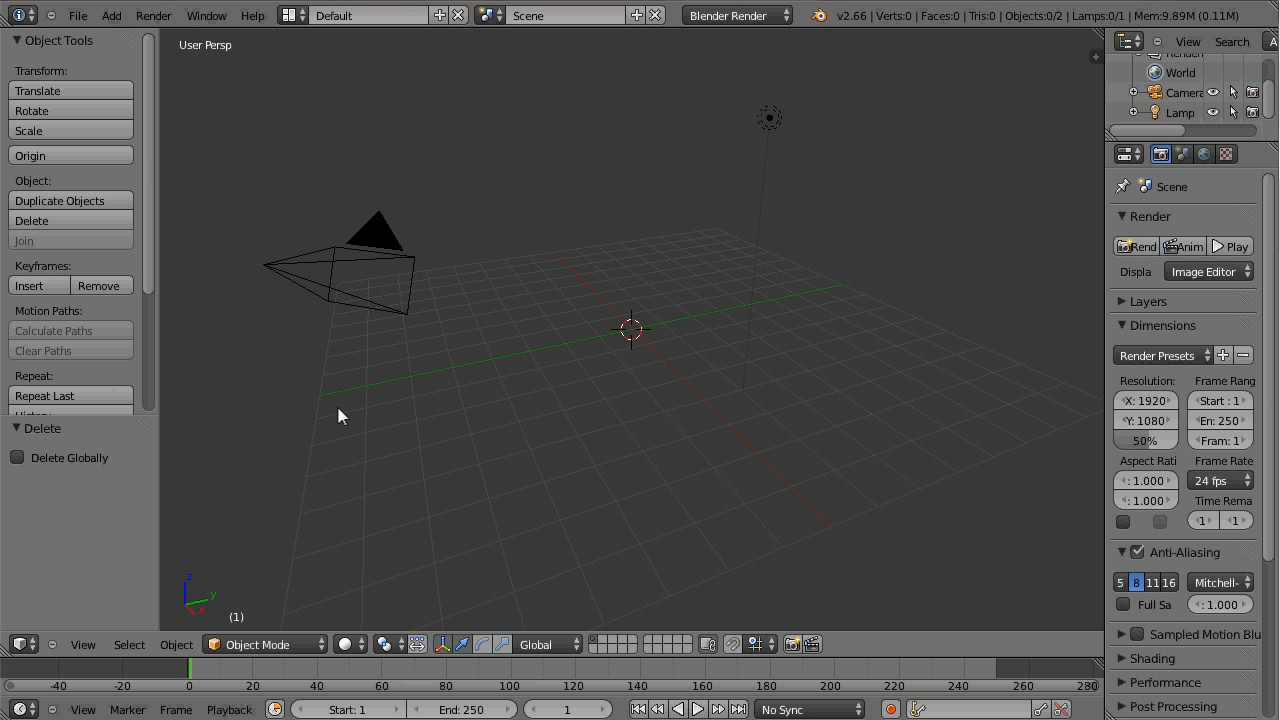 File Add Render Window Help Default Scene Blender Render v2.66 | Verts:0 | Faces:0 | Tris:0 | Objects:0/2 | Lamps:0/1 | Mem:9.89M (0.11M)
Object Tools
Transform:
Translate
Rotate
Scale
Origin
Object:
Duplicate Objects
Delete
Join
Keyframes:
Insert Remove
Motion Paths:
Calculate Paths
Clear Paths
Repeat:
Repeat Last
Delete
Delete Globally
User Persp
z
y
x
(1)
View Search A
World
Camera
Lamp
Scene
Render
Rend Anim Play
Displa Image Editor
Layers
Dimensions
Render Presets
Resolution: Frame Rang
X: 1920 Start : 1
Y: 1080 En: 250
50% Fram: 1
Aspect Rati Frame Rate
: 1.000 24 fps
: 1.000 Time Rema
1 1
Anti-Aliasing
5 8 11 16 Mitchell-
Full Sa : 1.000
Sampled Motion Blu
Shading
Performance
Post Processing
View Select Object Object Mode Global
-40 -20 0 20 40 60 80 100 120 140 160 180 200 220 240 260 280
View Marker Frame Playback Start: 1 End: 250 1 No Sync